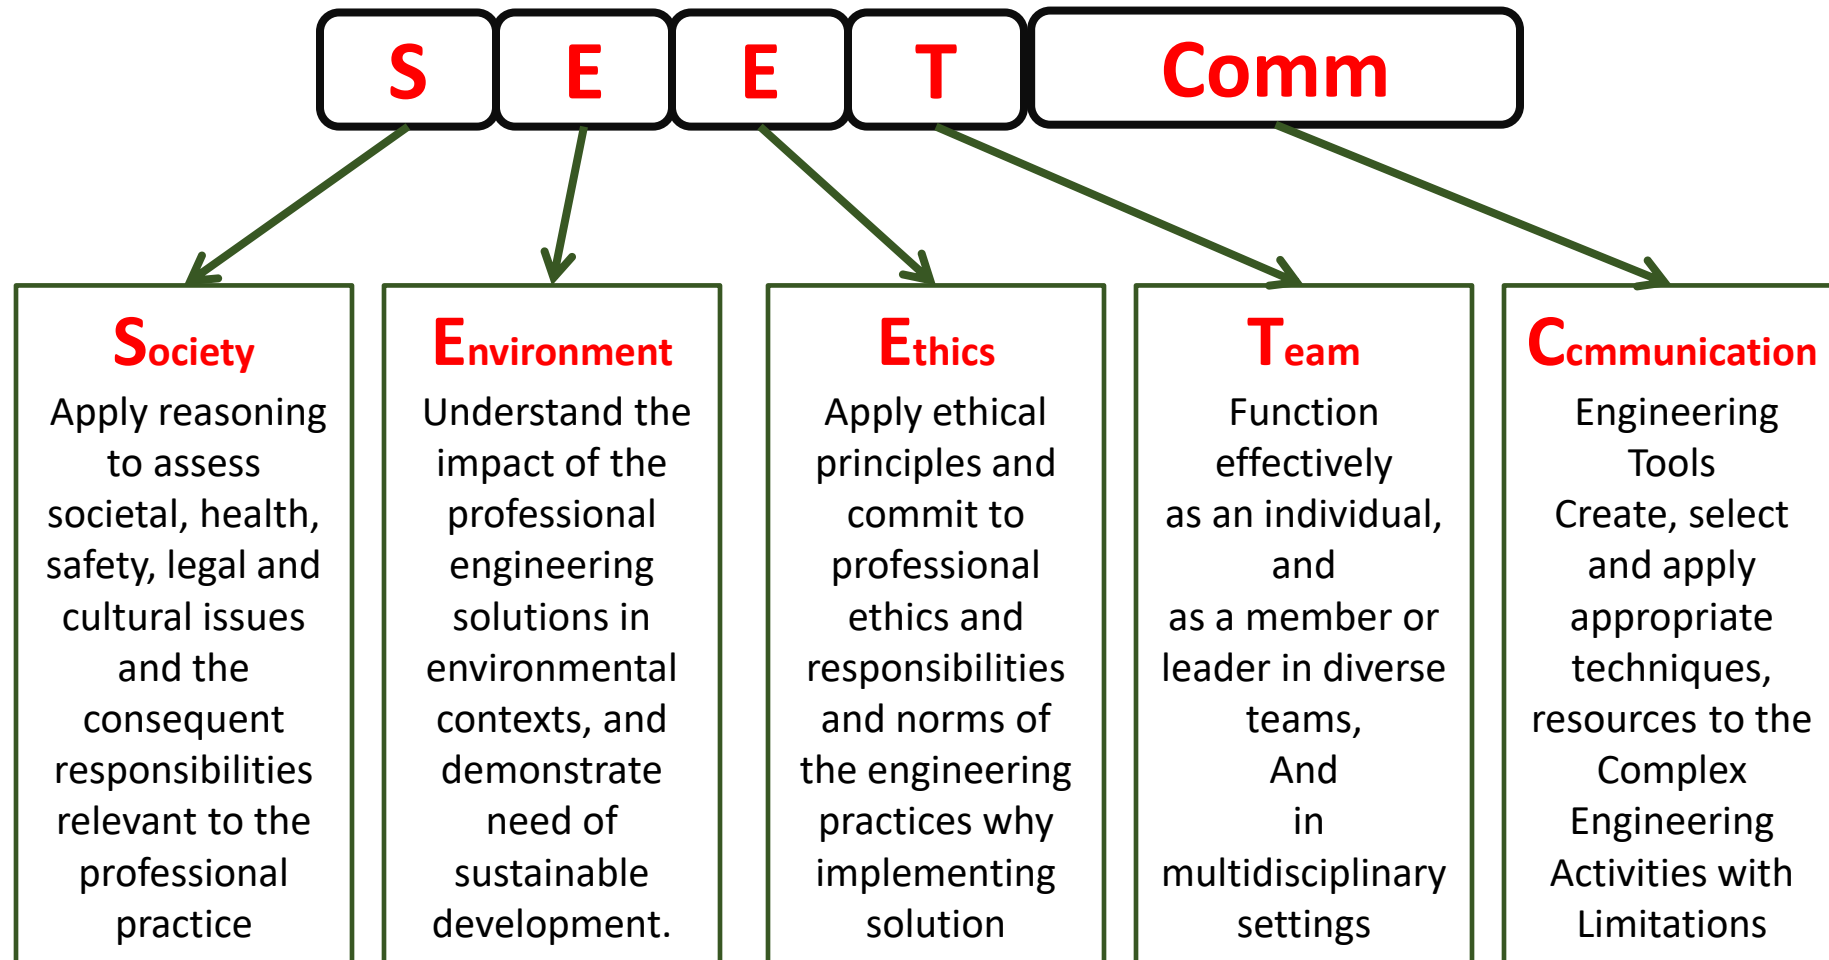 S E E T Comm
Society
Apply reasoning
to assess
societal, health,
safety, legal and
cultural issues
and the
consequent
responsibilities
relevant to the
professional
practice
Environment
Understand the
impact of the
professional
engineering
solutions in
environmental
contexts, and
demonstrate
need of
sustainable
development.
Ethics
Apply ethical
principles and
commit to
professional
ethics and
responsibilities
and norms of
the engineering
practices why
implementing
solution
Team
Function
effectively
as an individual,
and
as a member or
leader in diverse
teams,
And
in
multidisciplinary
settings
Ccmmunication
Engineering
Tools
Create, select
and apply
appropriate
techniques,
resources to the
Complex
Engineering
Activities with
Limitations